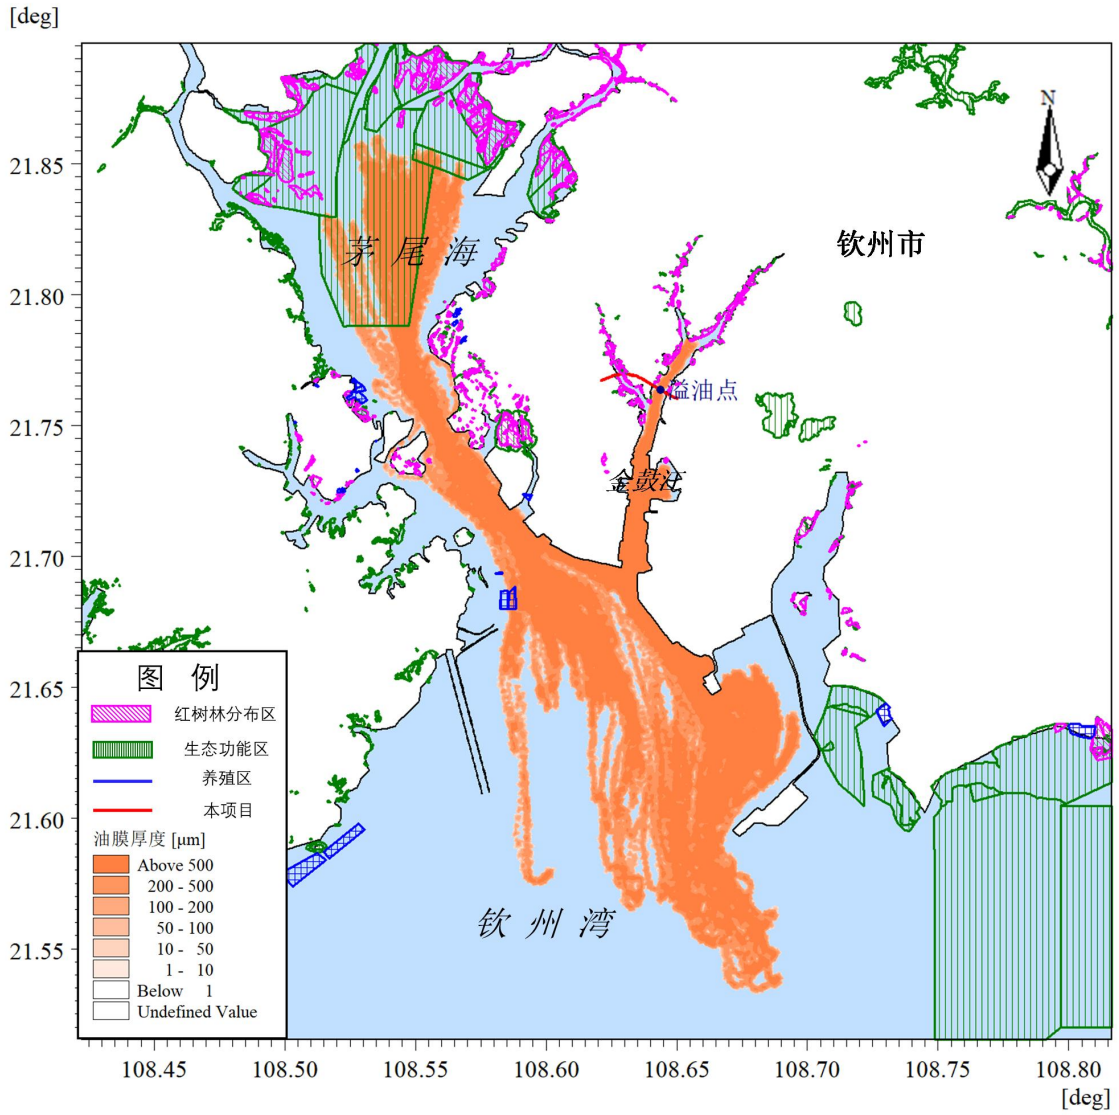 [deg]
N
21.85
钦州市
茅尾海
21.80
溢油点
21.75
金鼓江
21.70
21.65
图 例
红树林分布区
生态功能区
养殖区
本项目
21.60
油膜厚度 [μm]
Above 500
200 - 500
100 - 200
50 - 100
10 - 50
1 - 10
Below 1
Undefined Value
钦州湾
21.55
108.45 108.50 108.55 108.60 108.65 108.70 108.75 108.80
[deg]